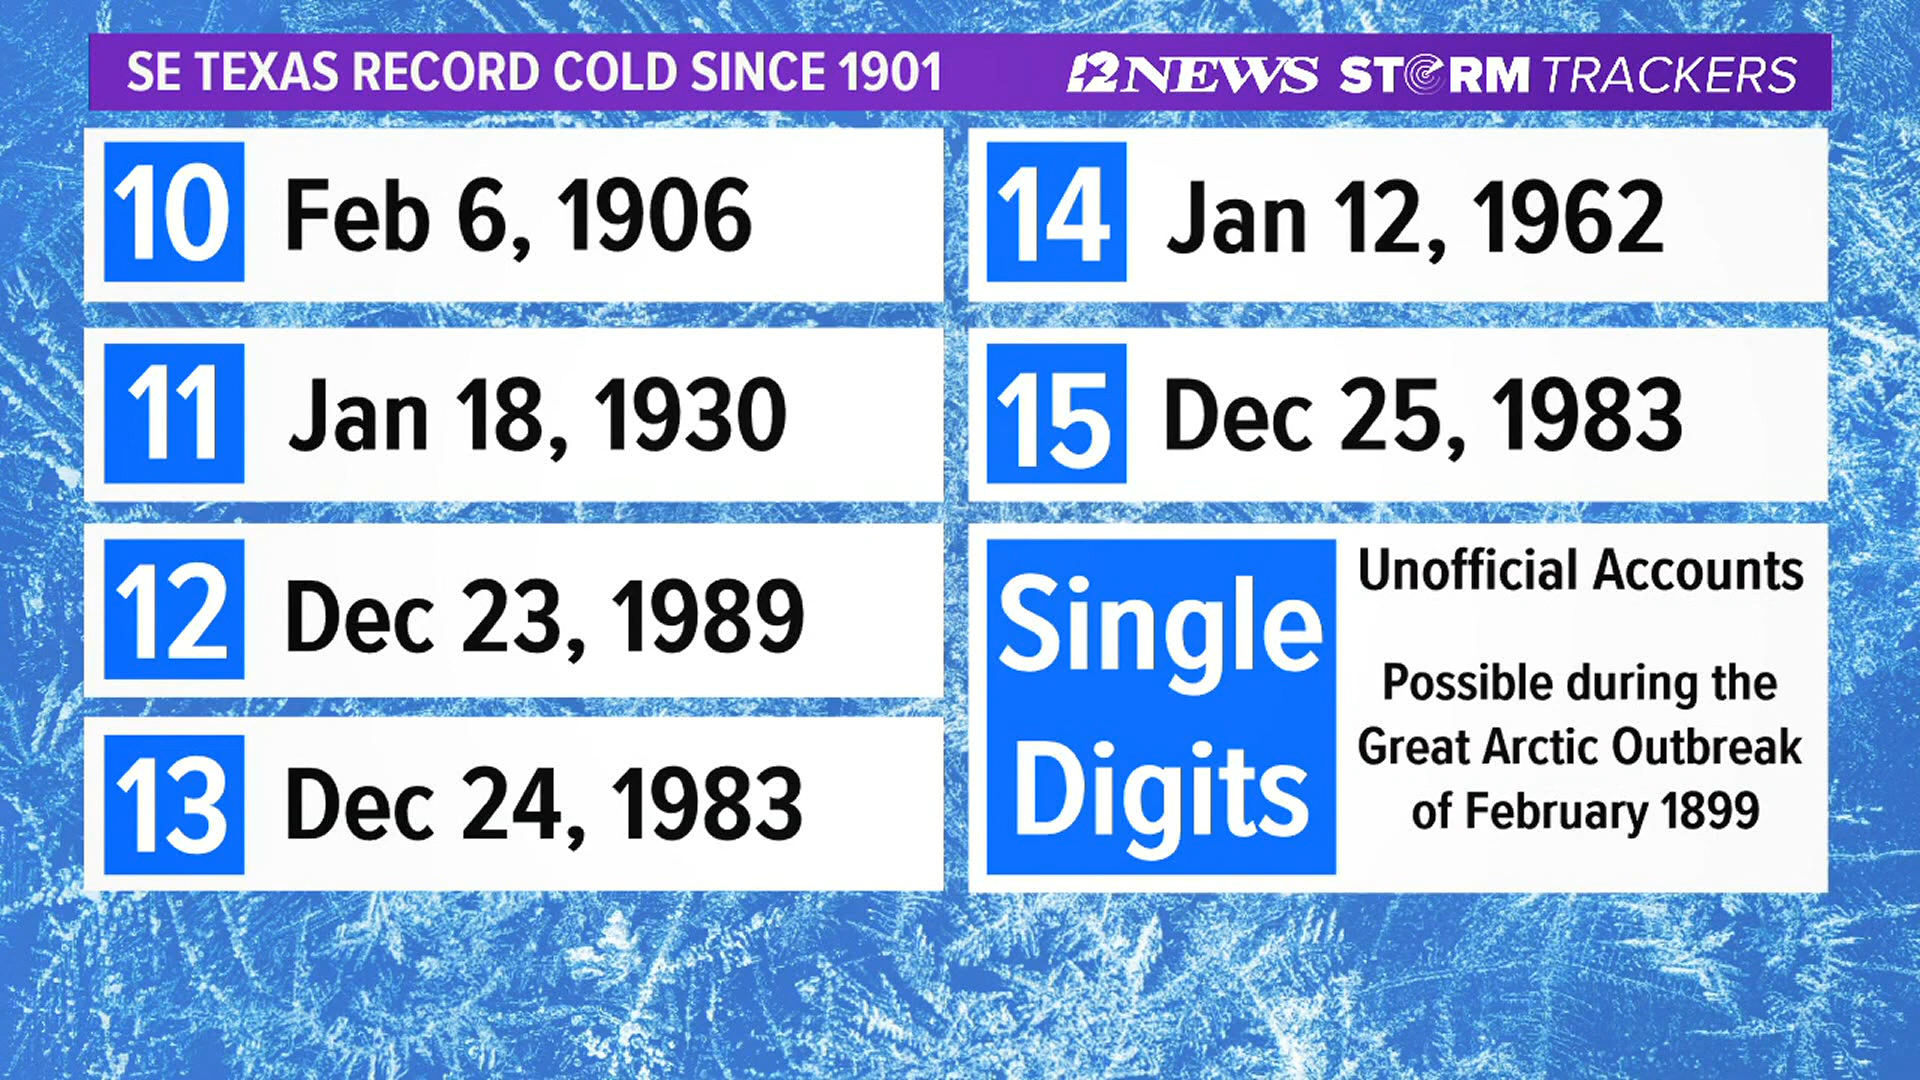 SE TEXAS RECORD COLD SINCE 1901
12NEWS STORM TRACKERS
10 Feb 6, 1906
11 Jan 18, 1930
12 Dec 23, 1989
13 Dec 24, 1983
14 Jan 12, 1962
15 Dec 25, 1983
Single
Digits
Unofficial Accounts
Possible during the
Great Arctic Outbreak
of February 1899